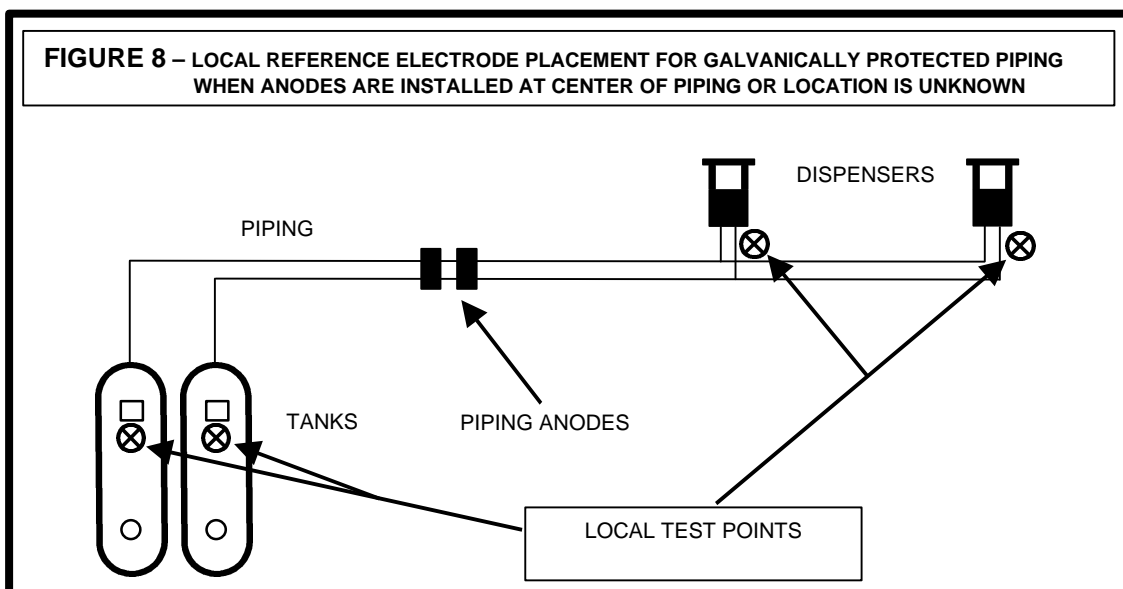 FIGURE 8 – LOCAL REFERENCE ELECTRODE PLACEMENT FOR GALVANICALLY PROTECTED PIPING
WHEN ANODES ARE INSTALLED AT CENTER OF PIPING OR LOCATION IS UNKNOWN
DISPENSERS
PIPING
TANKS
PIPING ANODES
LOCAL TEST POINTS